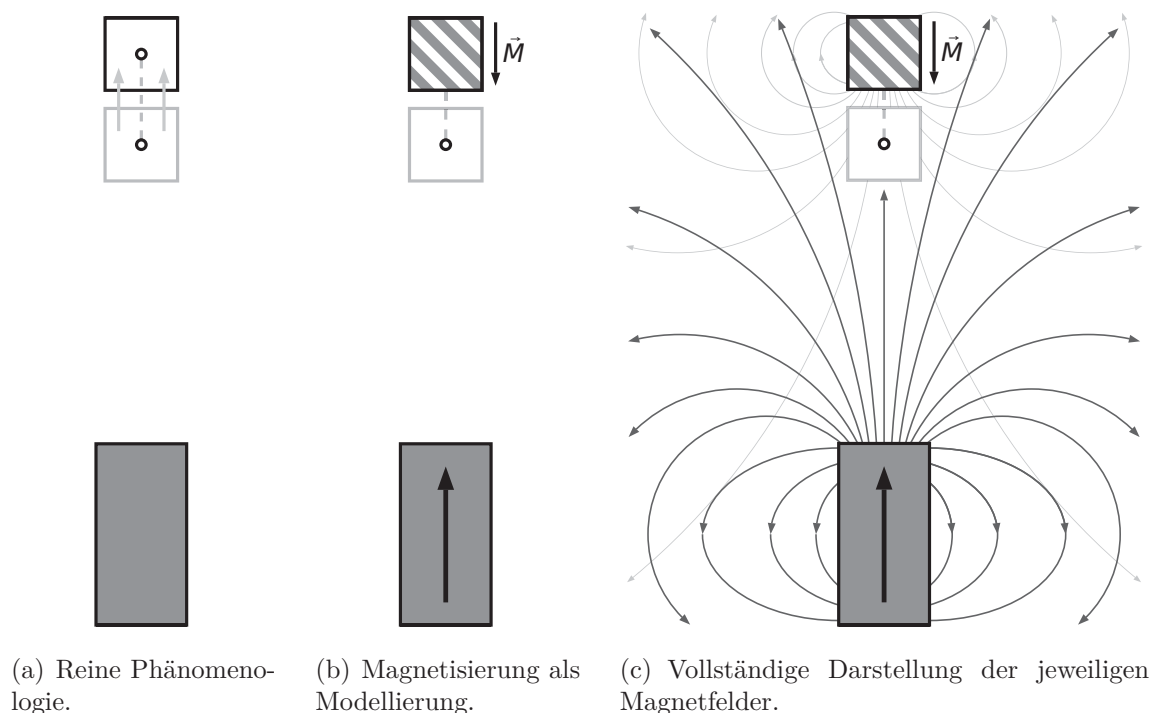 M⃗
M⃗
(a) Reine Phänomeno-
logie.
(b) Magnetisierung als
Modellierung.
(c) Vollständige Darstellung der jeweiligen
Magnetfelder.